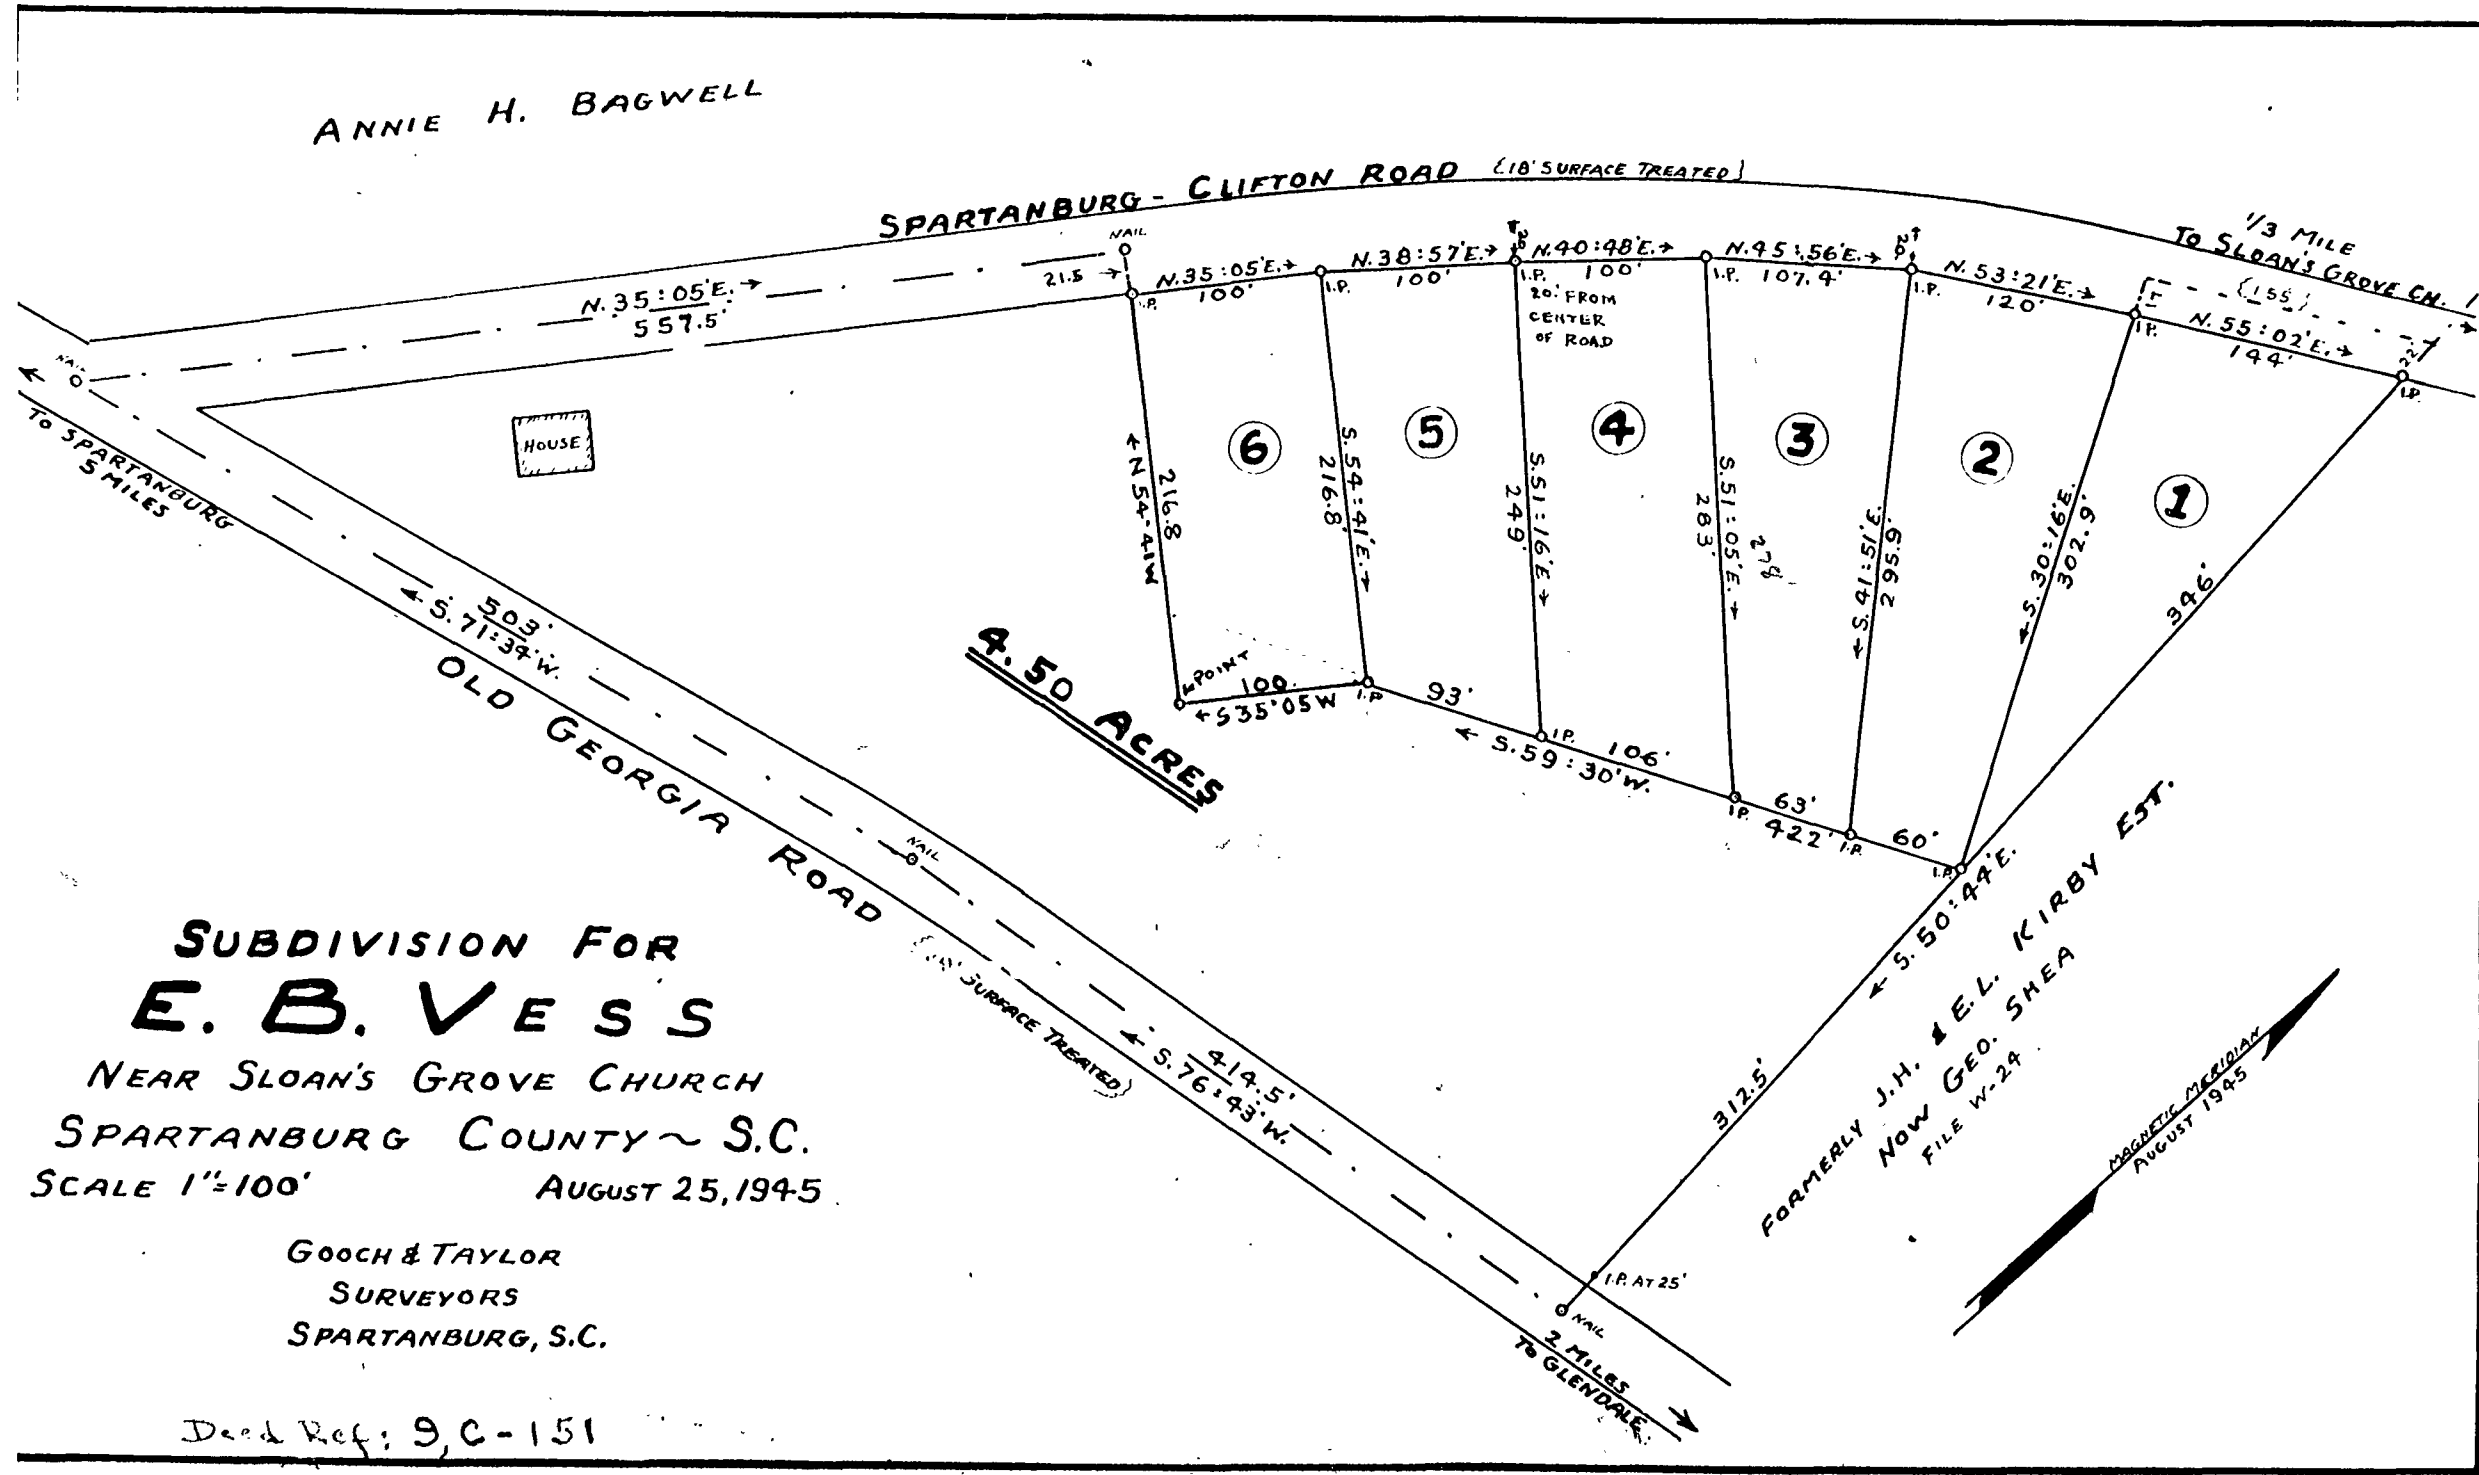 ANNIE H. BAGWELL
SPARTANBURG - CLIFTON ROAD {18' SURFACE TREATED}
1/3 MILE
TO SLOAN'S GROVE CH.
NAIL
21.5
N. 35:05'E.
557.5'
NAIL
TO SPARTANBURG
5 MILES
HOUSE
N. 35:05'E.
100'
I.P.
N. 38:57'E.
100'
I.P.
20'
N. 40:48'E.
100'
I.P.
20' FROM
CENTER
OF ROAD
N. 45:56'E.
107.4'
I.P.
20'
N. 53:21'E.
120'
I.P.
{155}
N. 55:02'E.
144'
I.P.
22'
I.P.
6
5
4
3
2
1
N 54-41W
216.8
S. 54:41'E.
216.8'
S. 51:16'E
249'
S. 51:05'E.
283'
278
S. 41:51'E.
295.9'
S. 30:16'E.
302.9'
346'
POINT
100.
S 35'05 W
I.P.
93'
I.P.
106'
S. 59:30'W.
I.P.
63'
422'
I.P.
60'
I.P.
S. 50:44'E.
312.5'
4.50 ACRES
503'
S. 71:34'W.
OLD GEORGIA ROAD
SURFACE TREATED}
NAIL
414.5'
S. 76:43'W.
I.P. AT 25'
NAIL
2 MILES
TO GLENDALE
FORMERLY J.H. & E.L. KIRBY EST.
NOW GEO. SHEA
FILE W-24
MAGNETIC MERIDIAN
AUGUST 1945
SUBDIVISION FOR
E. B. VESS
NEAR SLOAN'S GROVE CHURCH
SPARTANBURG COUNTY ~ S.C.
SCALE 1"=100' AUGUST 25, 1945
GOOCH & TAYLOR
SURVEYORS
SPARTANBURG, S.C.
Deed Ref: 9, C - 151